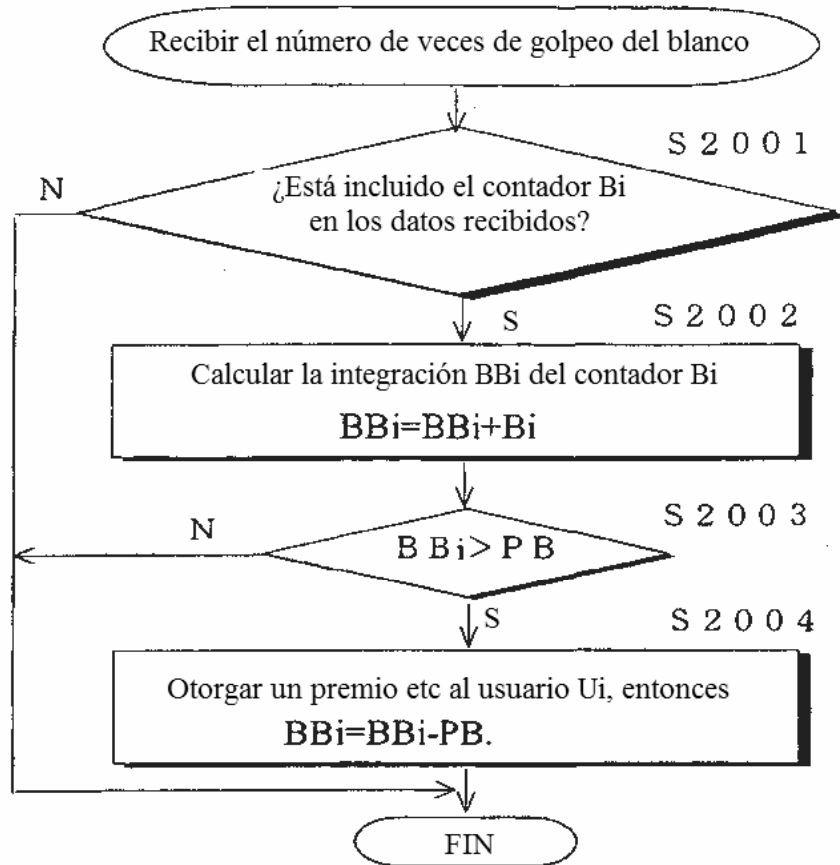 Recibir el número de veces de golpeo del blanco
S2001
N
¿Está incluido el contador Bi
en los datos recibidos?
S
S2002
Calcular la integración BBi del contador Bi
BBi=BBi+Bi
S2003
N
BBi>PB
S
S2004
Otorgar un premio etc al usuario Ui, entonces
BBi=BBi-PB.
FIN